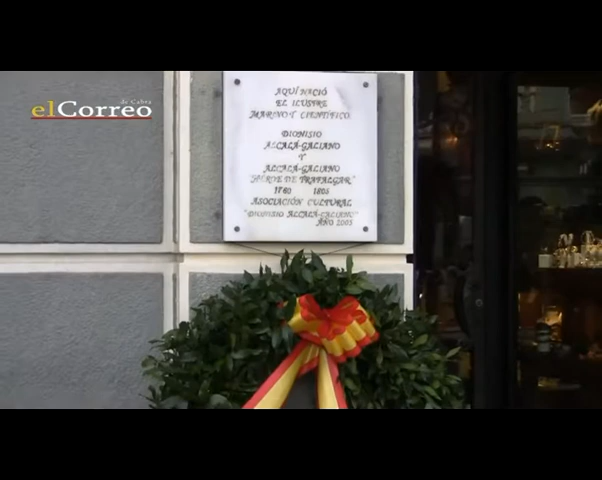 elCorreo
de Cabra
AQUÍ NACIÓ
EL ILUSTRE
MARINO Y CIENTÍFICO
DIONISIO
ALCALÁ-GALIANO
Y
ALCALÁ-GALIANO
"HÉROE DE TRAFALGAR"
1760 1805
ASOCIACIÓN CULTURAL
"DIONISIO ALCALÁ-GALIANO"
AÑO 2003